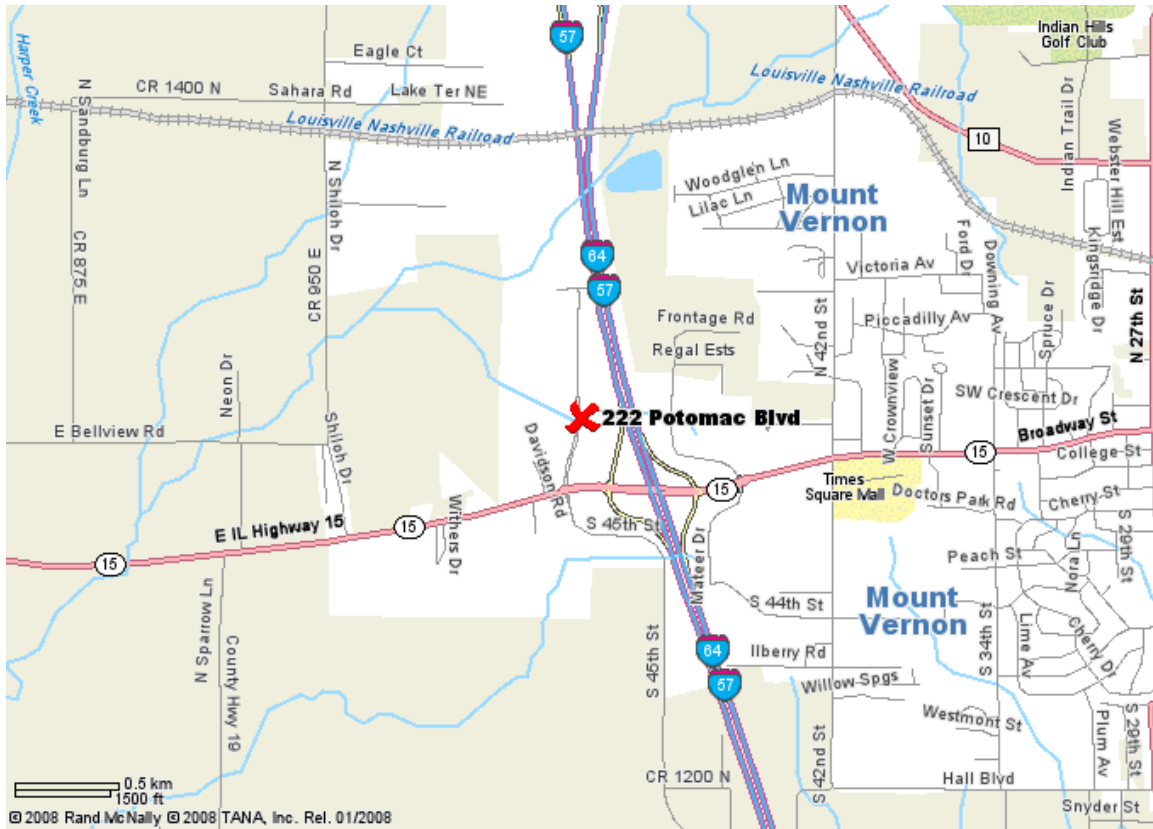 Indian Hills
Golf Club
57
Eagle Ct
Harper Creek
CR 1400 N
Sahara Rd
Lake Ter NE
Louisville Nashville Railroad
Louisville Nashville Railroad
10
N Sandburg Ln
N Shiloh Dr
Indian Trail Dr
Webster Hill Est
Woodglen Ln
Lilac Ln
Mount
Vernon
CR 875 E
CR 950 E
64
57
Ford Dr
Downing Av
Kingsridge Dr
Victoria Av
Frontage Rd
Piccadilly Av
Spruce Dr
N 27th St
Regal Ests
N 42nd St
Neon Dr
SW Crescent Dr
W Crownview
Sunset Dr
222 Potomac Blvd
Broadway St
E Bellview Rd
Shiloh Dr
Davidson Rd
15
College St
Times
Square Mall
Doctors Park Rd
Cherry St
15
Withers Dr
S 45th St
E IL Highway 15
15
15
Mateer Dr
Peach St
Nora Ln
S 29th St
N Sparrow Ln
S 44th St
Mount
Vernon
S 34th St
Lime Av
Cherry Dr
County Hwy 19
S 45th St
64
57
Ilberry Rd
Willow Spgs
Westmont St
Plum Av
S 29th St
S 42nd St
CR 1200 N
Hall Blvd
Snyder St
0.5 km
1500 ft
© 2008 Rand McNally © 2008 TANA, Inc. Rel. 01/2008